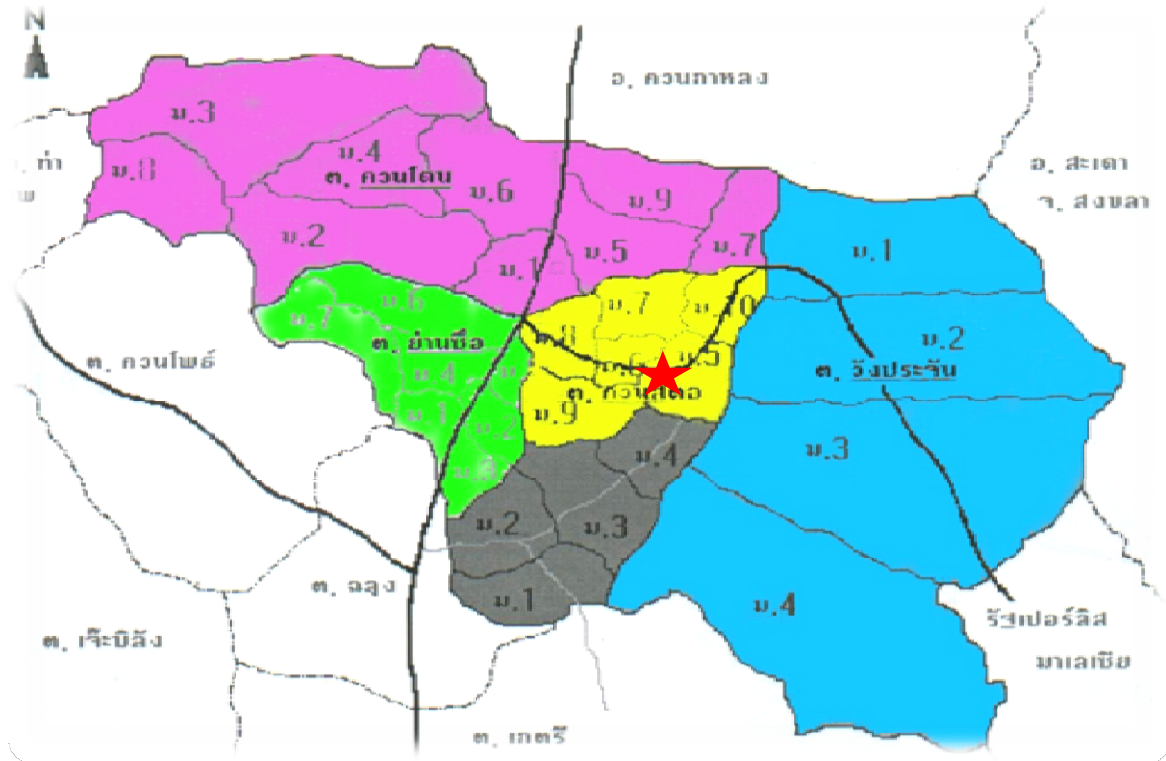 N
อ. ควนกาหลง
ม.3
ม.4
ม.8
ต. ควนโดน
ม.6
ม.9
อ. สะเดา
จ. สงขลา
. ท่า
พ
ม.2
ม.1
ม.5
ม.7
ม.1
ม.6
ม.7
ม.7
ม.10
ม.8
ต. ย่านซื่อ
ม.2
ต. ควนโพธิ์
ม.4
ม.6
ม.5
ต. วังประจัน
ต. ควนสตอ
ม.1
ม.2
ม.9
ม.3
ม.4
ม.2
ม.3
ต. ฉลุง
ม.1
ม.4
ต. เจ๊ะบิลัง
รัฐเปอร์ลิส
มาเลเซีย
ต. เกตรี